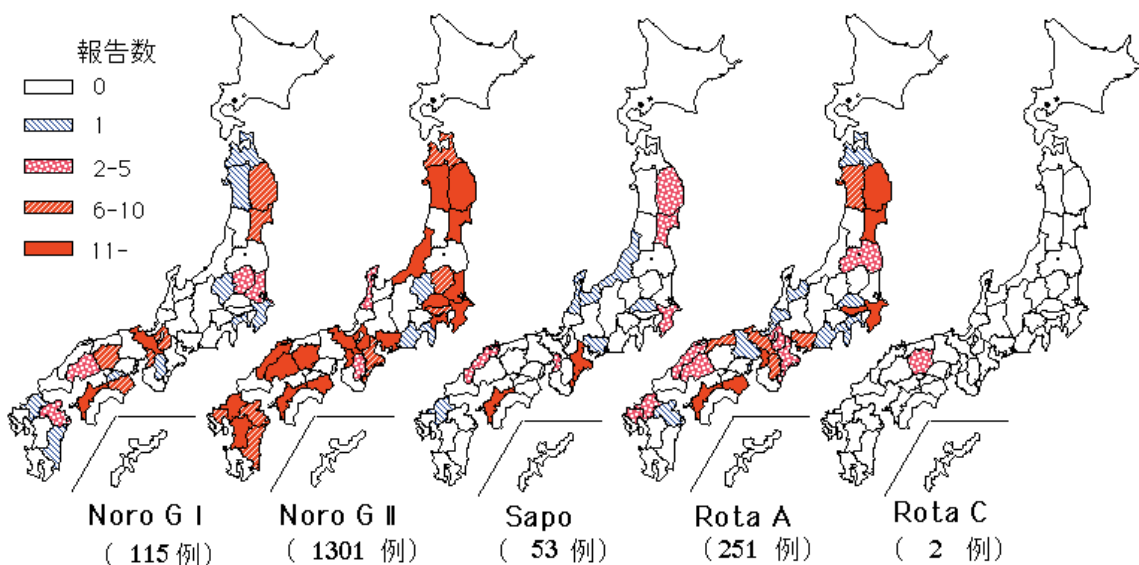 報告数
0
1
2-5
6-10
11-
Noro G I
( 115 例)
Noro G II
( 1301 例)
Sapo
( 53 例)
Rota A
(251 例)
Rota C
( 2 例)